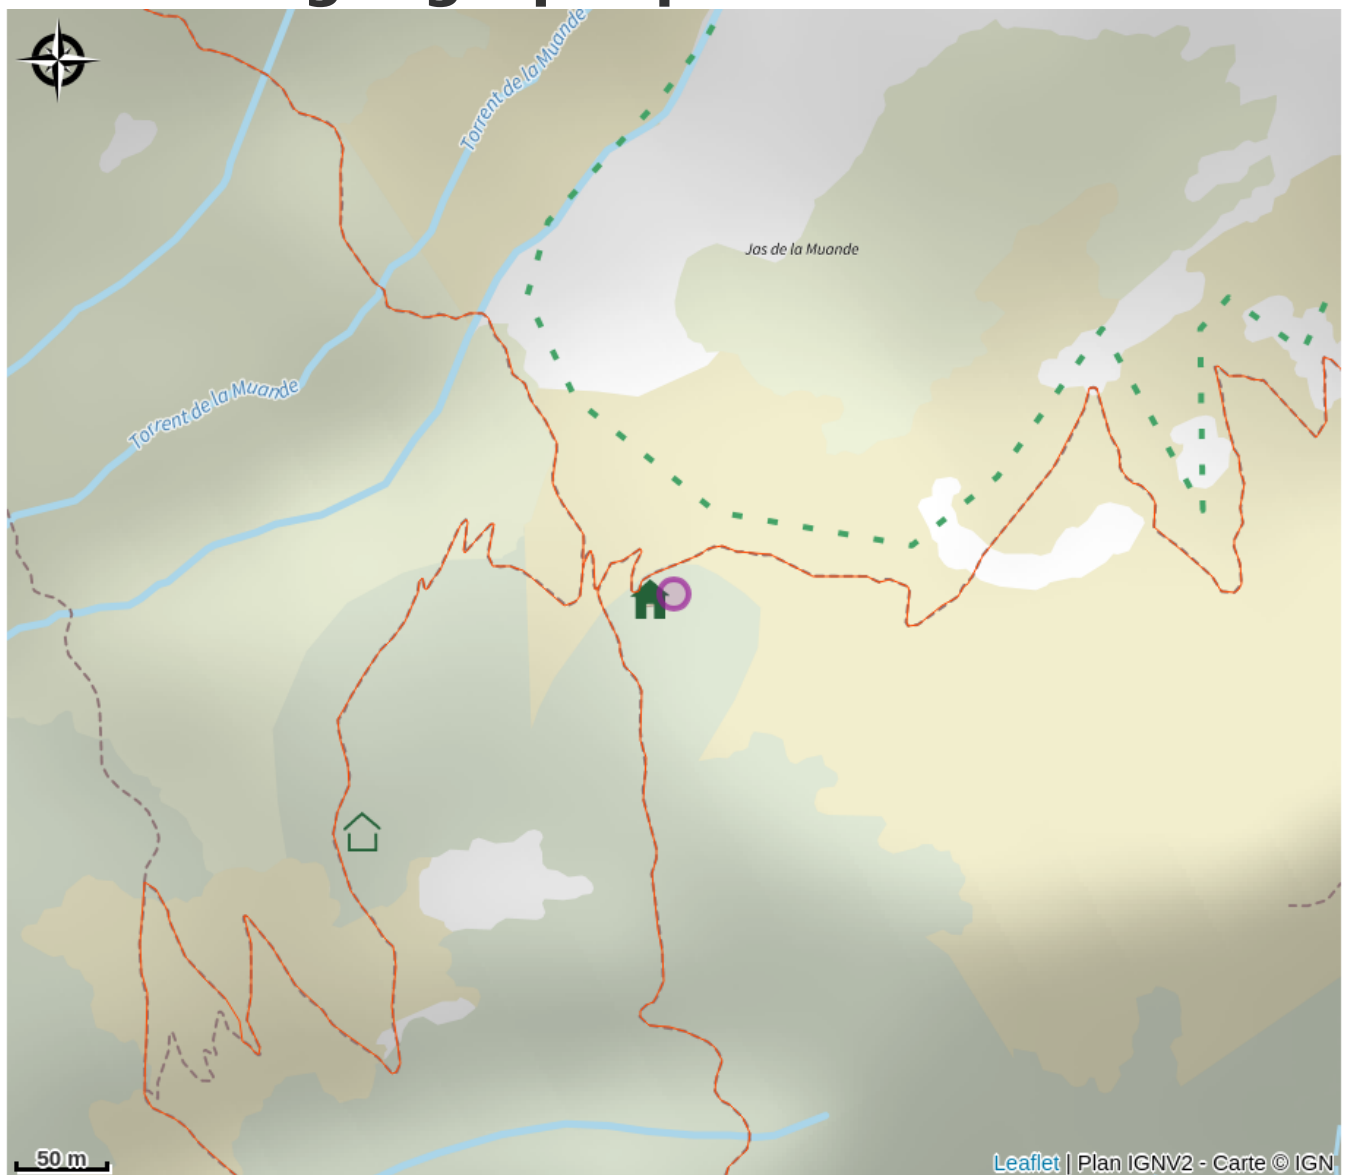 Torrent de la Muande
Jas de la Muande
Torrent de la Muande
50 m
Leaflet | Plan IGNV2 - Carte © IGN